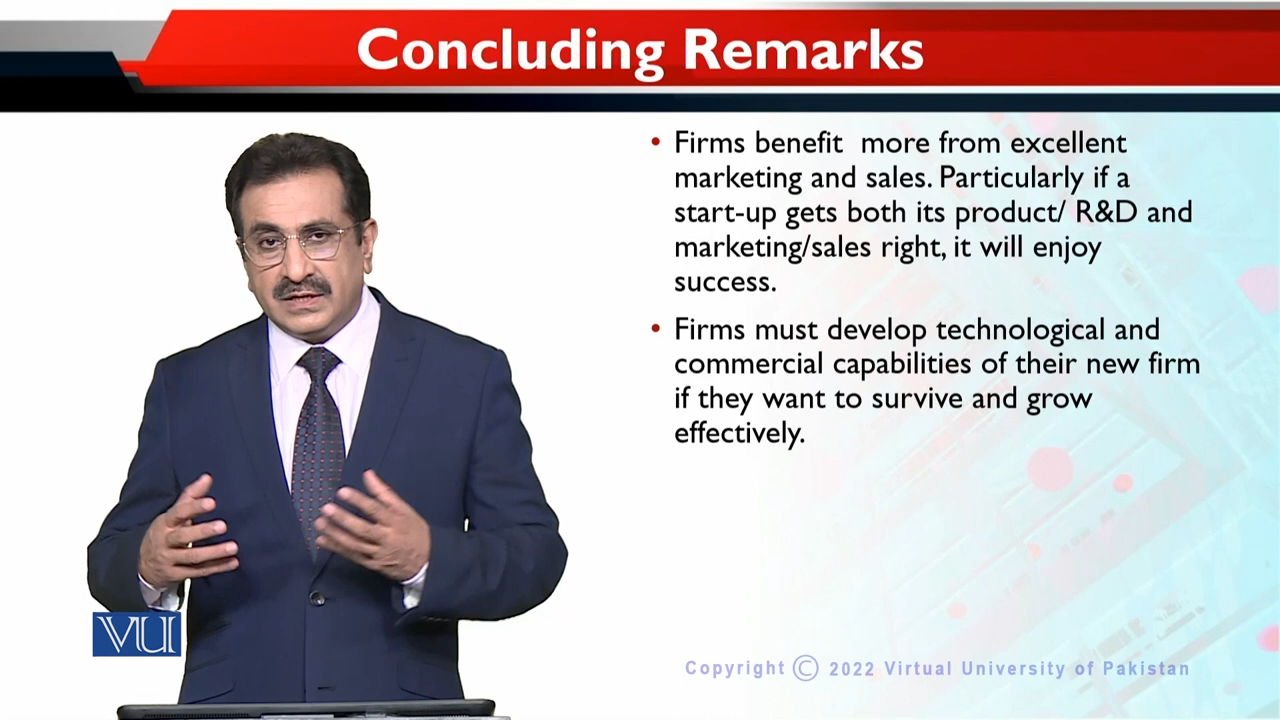 Concluding Remarks
• Firms benefit more from excellent
marketing and sales. Particularly if a
start-up gets both its product/ R&D and
marketing/sales right, it will enjoy
success.
• Firms must develop technological and
commercial capabilities of their new firm
if they want to survive and grow
effectively.
VU
Copyright © 2022 Virtual University of Pakistan